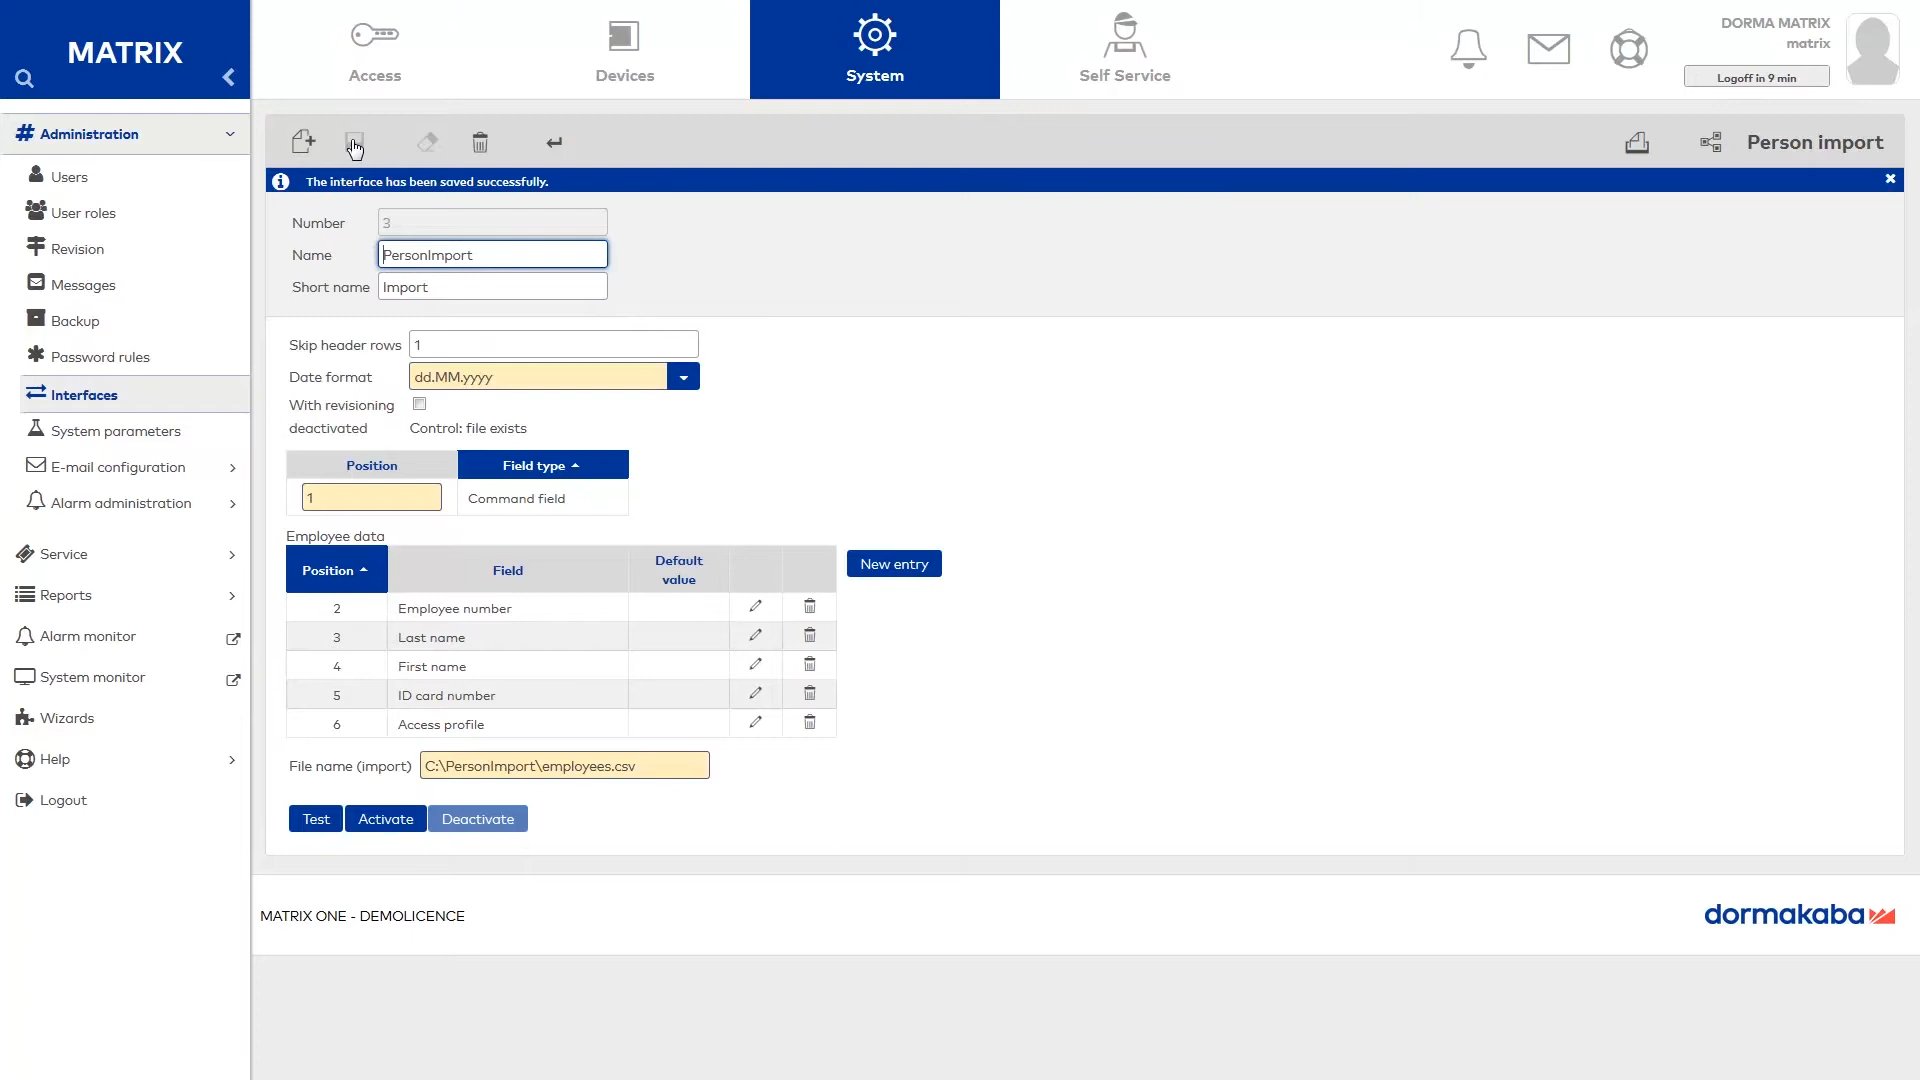 MATRIX
Access
Devices
System
Self Service
DORMA MATRIX
matrix
Logoff in 9 min
Administration
Users
User roles
Revision
Messages
Backup
Password rules
Interfaces
System parameters
E-mail configuration
Alarm administration
Service
Reports
Alarm monitor
System monitor
Wizards
Help
Logout
Person import
The interface has been saved successfully.
Number 3
Name PersonImport
Short name Import
Skip header rows 1
Date format dd.MM.yyyy
With revisioning
deactivated Control: file exists
Position Field type
1 Command field
Employee data
Position Field Default value
New entry
2 Employee number
3 Last name
4 First name
5 ID card number
6 Access profile
File name (import) C:\PersonImport\employees.csv
Test Activate Deactivate
MATRIX ONE - DEMOLICENCE
dormakaba